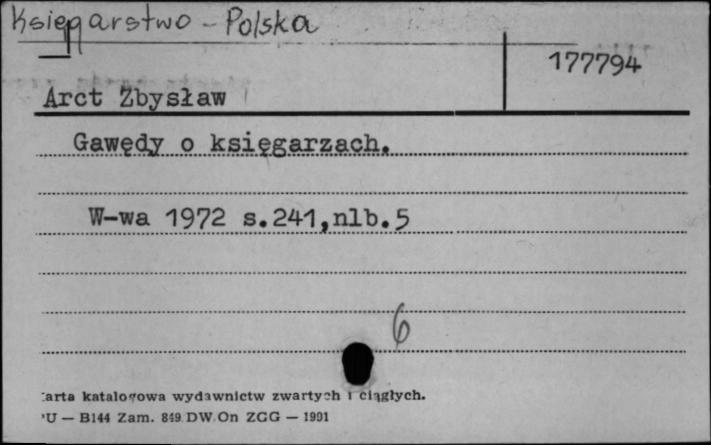 Księgarstwo - Polska
177794
Arct Zbysław
Gawędy o księgarzach.
W-wa 1972 s.241,nlb.5
6
arta katalogowa wydawnictw zwartych i ciągłych.
U — B144 Zam. 849 DW.On ZGG — 1991